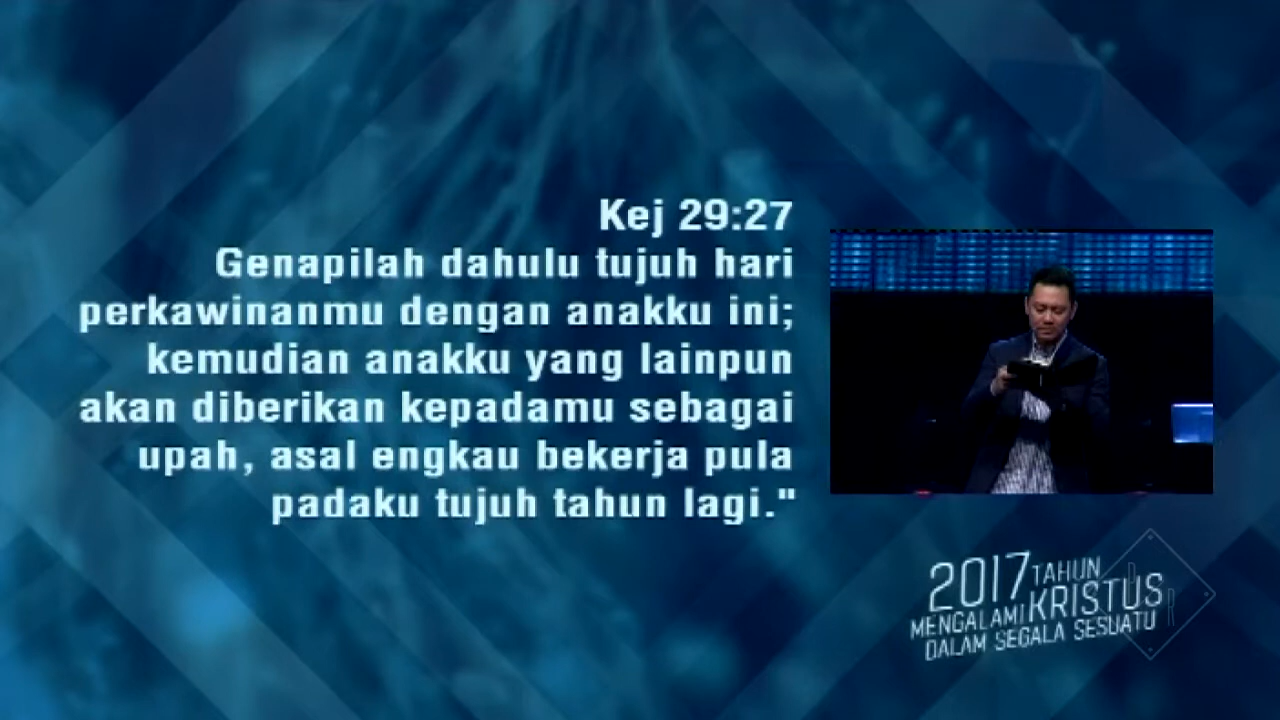 Kej 29:27
Genapilah dahulu tujuh hari
perkawinanmu dengan anakku ini;
kemudian anakku yang lainpun
akan diberikan kepadamu sebagai
upah, asal engkau bekerja pula
padaku tujuh tahun lagi."
2017 TAHUN
MENGALAMI KRISTUS
DALAM SEGALA SESUATU